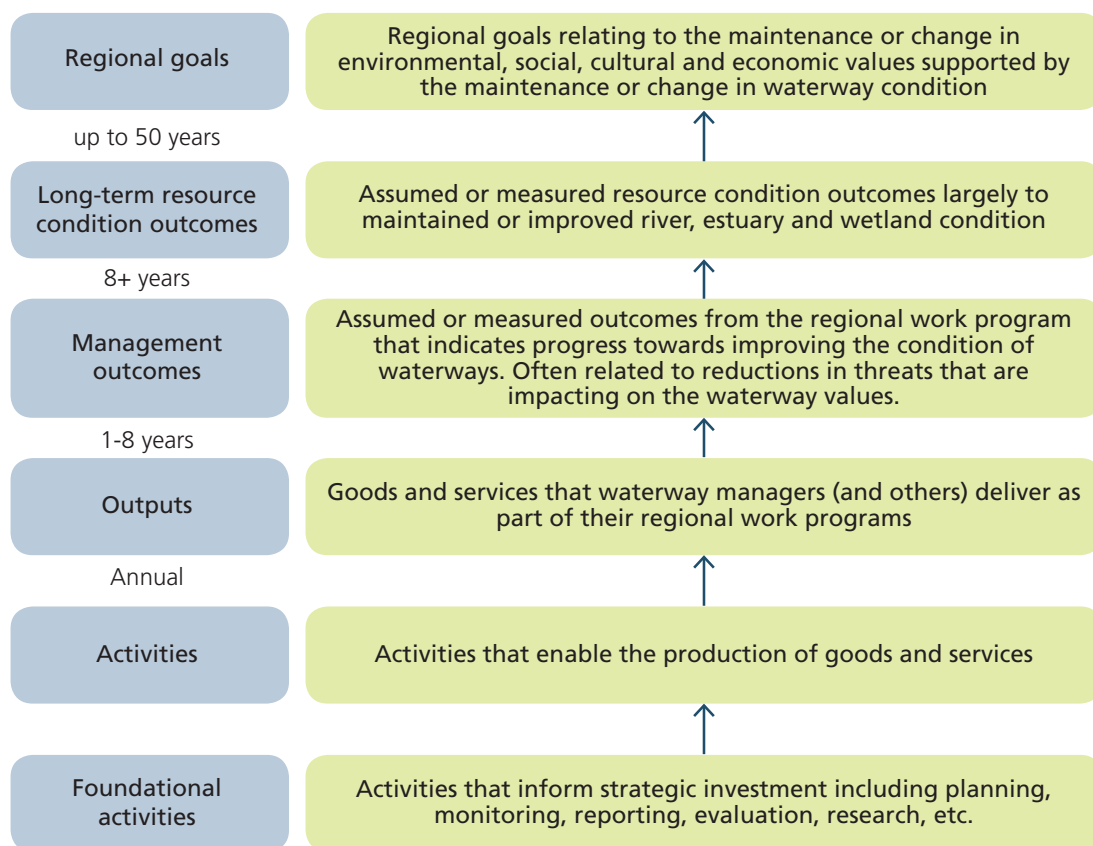 Regional goals
Regional goals relating to the maintenance or change in
environmental, social, cultural and economic values supported by
the maintenance or change in waterway condition
up to 50 years
Long-term resource
condition outcomes
Assumed or measured resource condition outcomes largely to
maintained or improved river, estuary and wetland condition
8+ years
Management
outcomes
Assumed or measured outcomes from the regional work program
that indicates progress towards improving the condition of
waterways. Often related to reductions in threats that are
impacting on the waterway values.
1-8 years
Outputs
Goods and services that waterway managers (and others) deliver as
part of their regional work programs
Annual
Activities
Activities that enable the production of goods and services
Foundational
activities
Activities that inform strategic investment including planning,
monitoring, reporting, evaluation, research, etc.